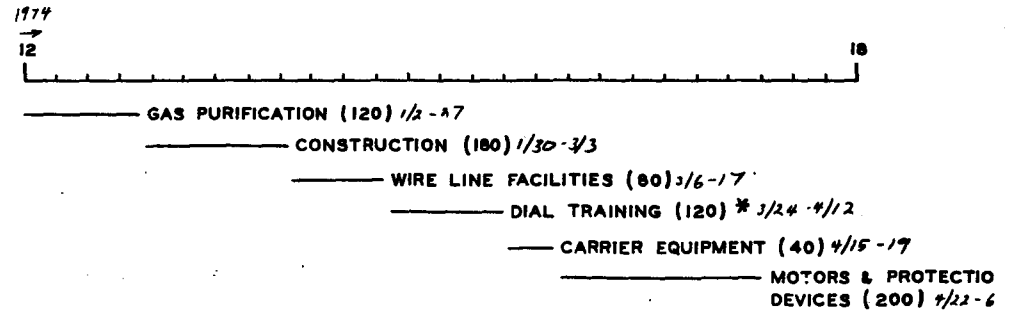 1974
12 18
GAS PURIFICATION (120) 1/2 -
CONSTRUCTION (180) 1/30 - 3/3
WIRE LINE FACILITIES (80) 3/6 - 17
DIAL TRAINING (120) * 3/24 - 4/12
CARRIER EQUIPMENT (40) 4/15 - 19
MOTORS & PROTECTIO
DEVICES (200) 4/22 - 6